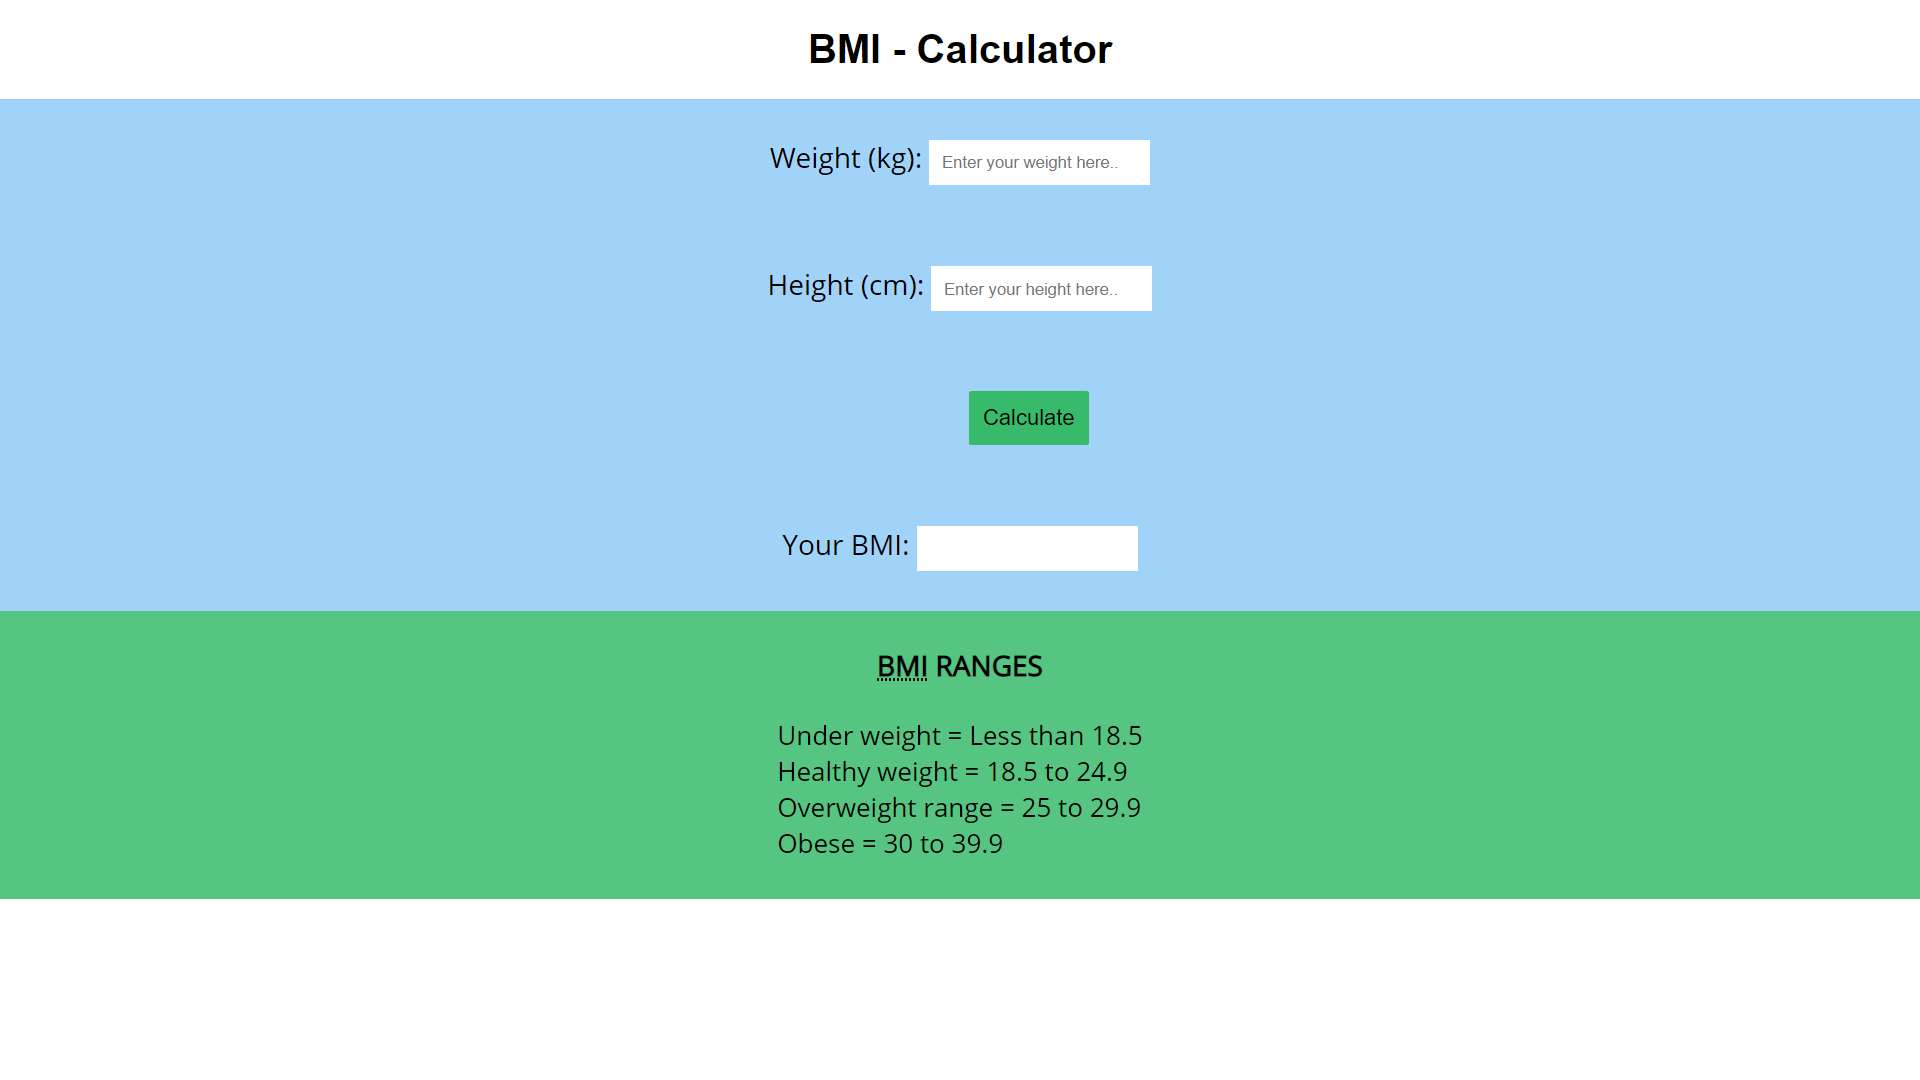 BMI - Calculator
Weight (kg): Enter your weight here..
Height (cm): Enter your height here..
Calculate
Your BMI:
BMI RANGES
Under weight = Less than 18.5
Healthy weight = 18.5 to 24.9
Overweight range = 25 to 29.9
Obese = 30 to 39.9